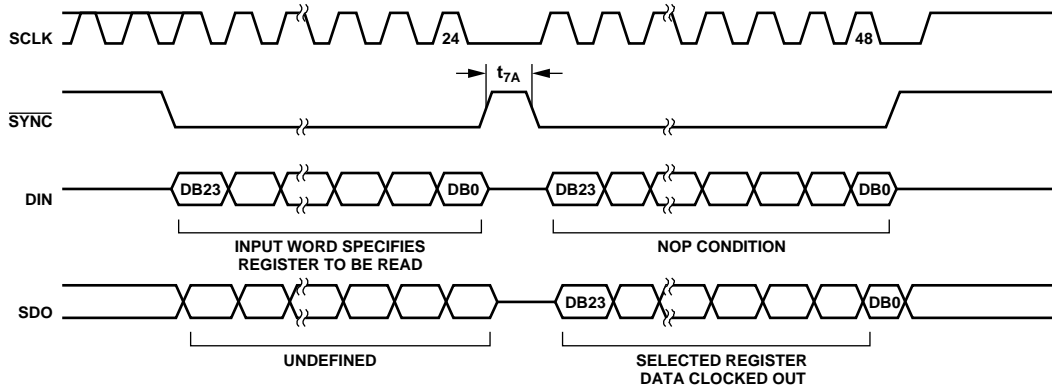 SCLK
24
48
t7A
SYNC
DIN
DB23
DB0
DB23
DB0
INPUT WORD SPECIFIES
REGISTER TO BE READ
NOP CONDITION
SDO
DB23
DB0
UNDEFINED
SELECTED REGISTER
DATA CLOCKED OUT